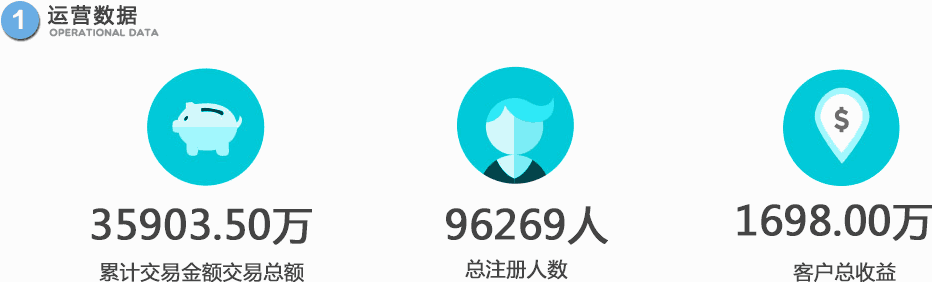 1
运营数据
OPERATIONAL DATA
$
35903.50万
96269人
1698.00万
累计交易金额交易总额
总注册人数
客户总收益